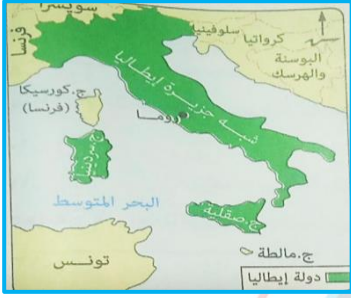 سويسرا
فرنسا
سلوفينيا
كرواتيا
البوسنة
والهرسك
شبه جزيرة إيطاليا
ج.كورسيكا
(فرنسا)
روما
ج.سردينيا
البحر المتوسط
ج.صقلية
ج.مالطة
تونس
دولة إيطاليا